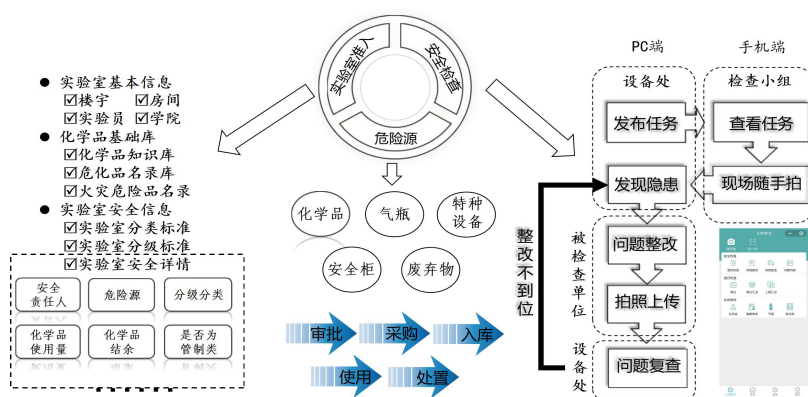 实验室准入
安全检查
危险源
● 实验室基本信息
☑楼宇 ☑房间
☑实验员 ☑学院
● 化学品基础库
☑化学品知识库
☑危化品名录库
☑火灾危险品名录
● 实验室安全信息
☑实验室分类标准
☑实验室分级标准
☑实验室安全详情
安全责任人
危险源
分级分类
化学品使用量
化学品结余
是否为管制类
......
化学品
气瓶
特种设备
安全柜
废弃物
审批
采购
入库
使用
处置
PC端
手机端
设备处
检查小组
发布任务
查看任务
发现隐患
现场随手拍
整改不到位
被检查单位
问题整改
拍照上传
设备处
问题复查